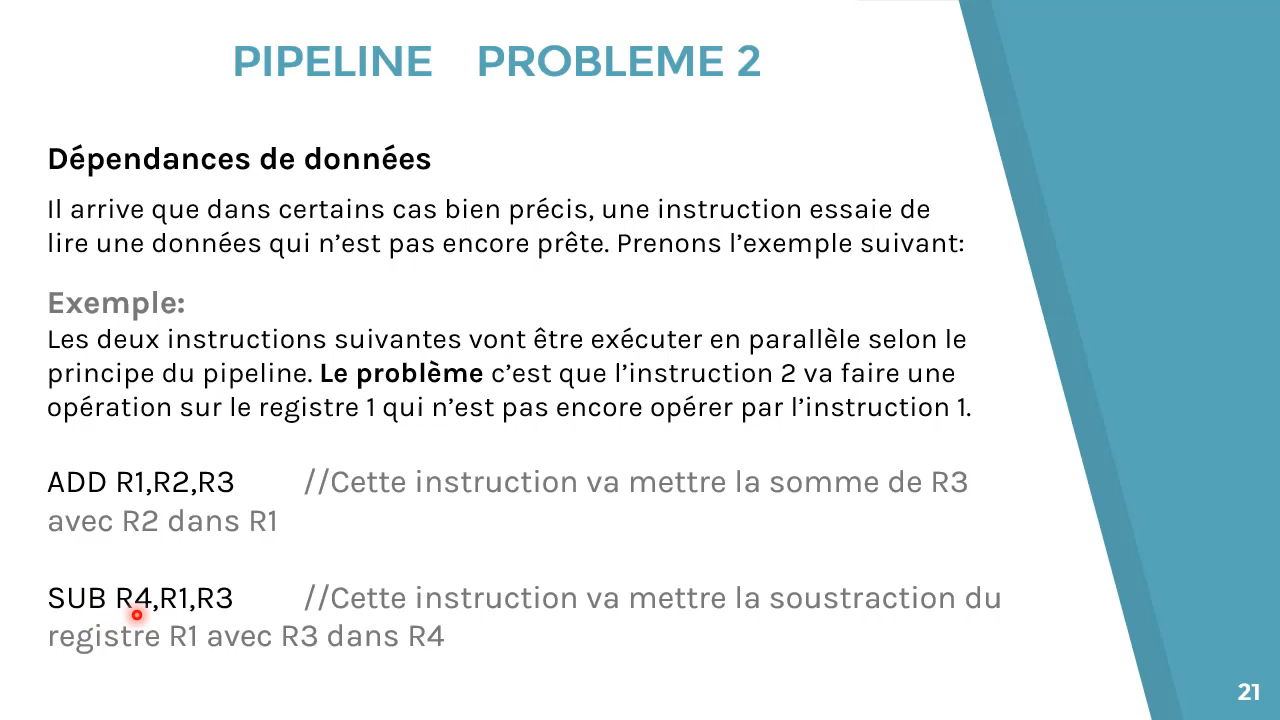 PIPELINE PROBLEME 2
Dépendances de données
Il arrive que dans certains cas bien précis, une instruction essaie de
lire une données qui n’est pas encore prête. Prenons l’exemple suivant:
Exemple:
Les deux instructions suivantes vont être exécuter en parallèle selon le
principe du pipeline. Le problème c’est que l’instruction 2 va faire une
opération sur le registre 1 qui n’est pas encore opérer par l’instruction 1.
ADD R1,R2,R3 //Cette instruction va mettre la somme de R3
avec R2 dans R1
SUB R4,R1,R3 //Cette instruction va mettre la soustraction du
registre R1 avec R3 dans R4
21